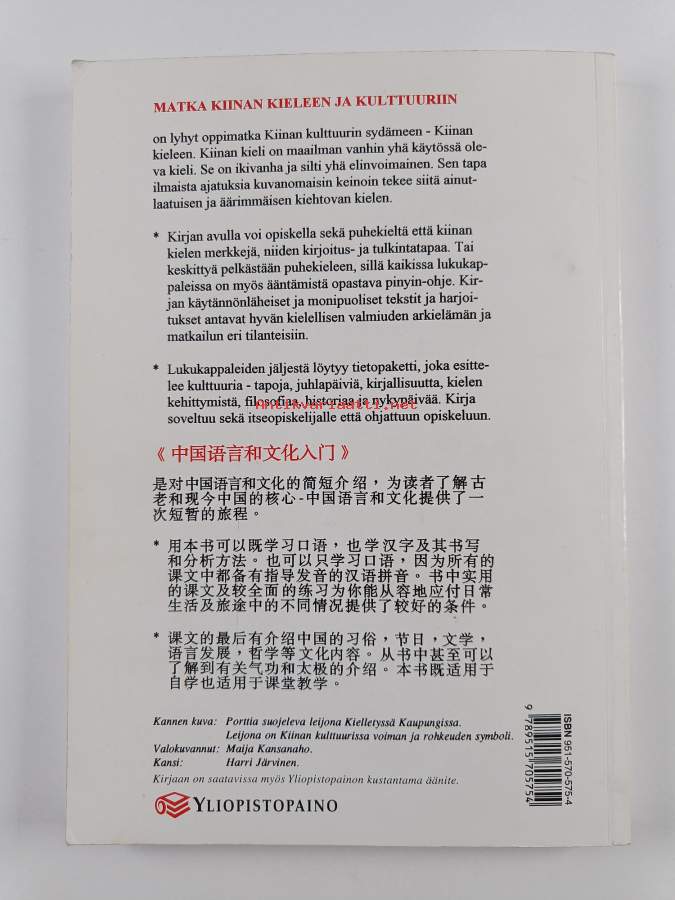 MATKA KIINAN KIELEEN JA KULTTUURIIN
on lyhyt oppimatka Kiinan kulttuurin sydämeen - Kiinan
kieleen. Kiinan kieli on maailman vanhin yhä käytössä ole-
va kieli. Se on ikivanha ja silti yhä elinvoimainen. Sen tapa
ilmaista ajatuksia kuvanomaisin keinoin tekee siitä ainut-
laatuisen ja äärimmäisen kiehtovan kielen.
* Kirjan avulla voi opiskella sekä puhekieltä että kiinan
kielen merkkejä, niiden kirjoitus- ja tulkintatapaa. Tai
keskittyä pelkästään puhekieleen, sillä kaikissa lukukap-
paleissa on myös ääntämistä opastava pinyin-ohje. Kir-
jan käytännönläheiset ja monipuoliset tekstit ja harjoi-
tukset antavat hyvän kielellisen valmiuden arkielämän ja
matkailun eri tilanteisiin.
* Lukukappaleiden jäljestä löytyy tietopaketti, joka esitte-
lee kulttuuria - tapoja, juhlapäiviä, kirjallisuutta, kielen
kehittymistä, filosofiaa, historiaa ja nykypäivää. Kirja
Antikvariaatti.net
soveltuu sekä itseopiskelijalle että ohjattuun opiskeluun.
《中国语言和文化入门》
是对中国语言和文化的简短介绍，为读者了解古
老和现今中国的核心-中国语言和文化提供了一
次短暂的旅程。
* 用本书可以既学习口语，也学汉字及其书写
和分析方法。也可以只学习口语，因为所有的
课文中都备有指导发音的汉语拼音。书中实用
的课文及较全面的练习为你能从容地应付日常
生活及旅途中的不同情况提供了较好的条件。
* 课文的最后有介绍中国的习俗，节日，文学，
语言发展，哲学等文化内容。从书中甚至可以
了解到有关气功和太极的介绍。本书既适用于
自学也适用于课堂教学。
Kannen kuva: Porttia suojeleva leijona Kielletyssä Kaupungissa.
Leijona on Kiinan kulttuurissa voiman ja rohkeuden symboli.
Valokuvannut: Maija Kansanaho.
Kansi: Harri Järvinen.
Kirjaan on saatavissa myös Yliopistopainon kustantama äänite.
YLIOPISTOPAINO
ISBN 951-570-575-4
9 789515 705754